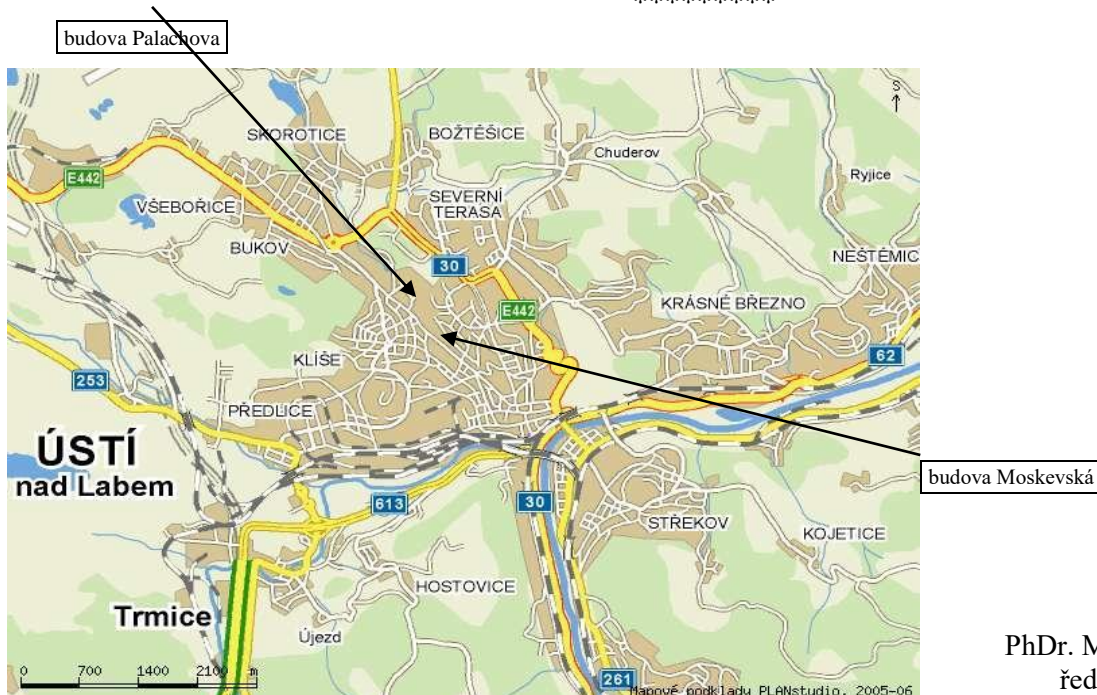 budova Palachova
S
SKOROTICE
BOŽTĚŠICE
Chuderov
E442
Ryjice
VŠEBOŘICE
SEVERNÍ
TERASA
BUKOV
NEŠTĚMIC
30
KRÁSNÉ BŘEZNO
E442
KLÍŠE
62
253
PŘEDLICE
ÚSTÍ
nad Labem
budova Moskevská
613
30
STŘEKOV
KOJETICE
HOSTOVICE
Trmice
Újezd
PhDr. M
0 700 1400 2100 m
261
řed
Mapové podklady PLANstudio, 2005-06